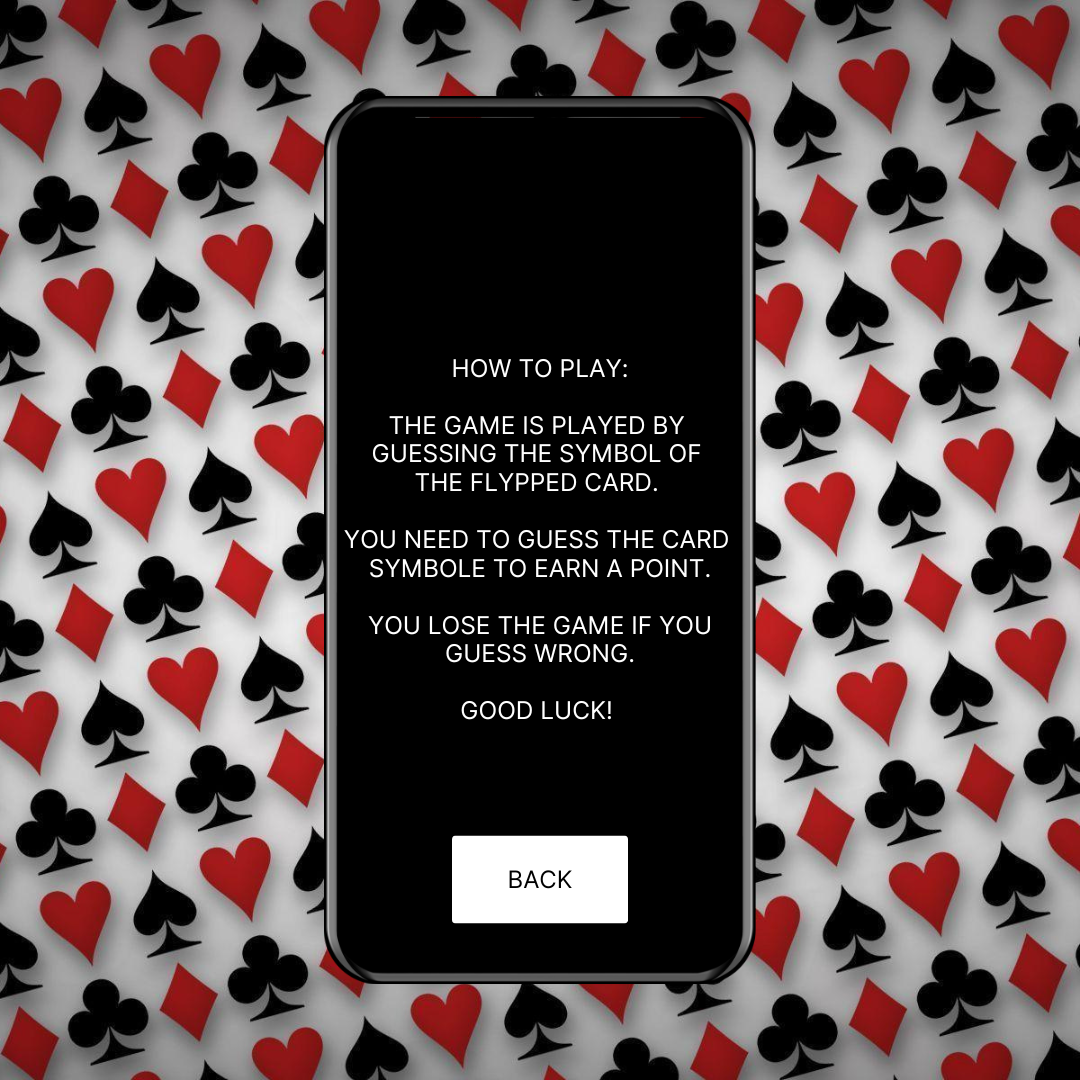 HOW TO PLAY:
THE GAME IS PLAYED BY
GUESSING THE SYMBOL OF
THE FLYPPED CARD.
YOU NEED TO GUESS THE CARD
SYMBOLE TO EARN A POINT.
YOU LOSE THE GAME IF YOU
GUESS WRONG.
GOOD LUCK!
BACK